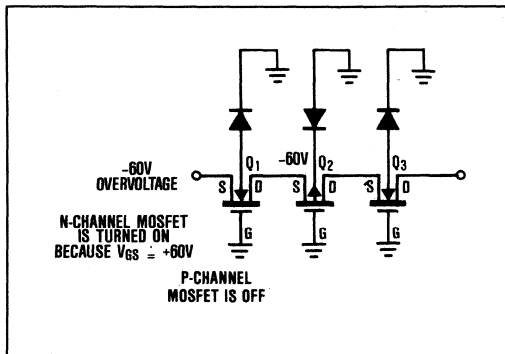 -60V
OVERVOLTAGE
Q1
-60V
Q2
Q3
S
D
S
D
S
D
G
G
G
N-CHANNEL MOSFET
IS TURNED ON
BECAUSE VGS = +60V
P-CHANNEL
MOSFET IS OFF